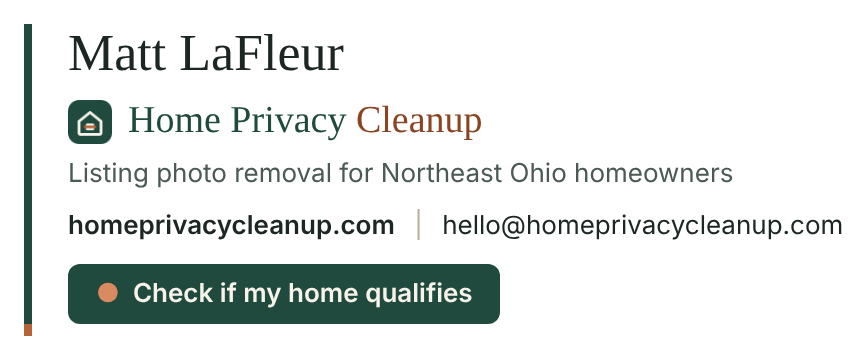 Matt LaFleur
Home Privacy Cleanup
Listing photo removal for Northeast Ohio homeowners
homeprivacycleanup.com | hello@homeprivacycleanup.com
Check if my home qualifies